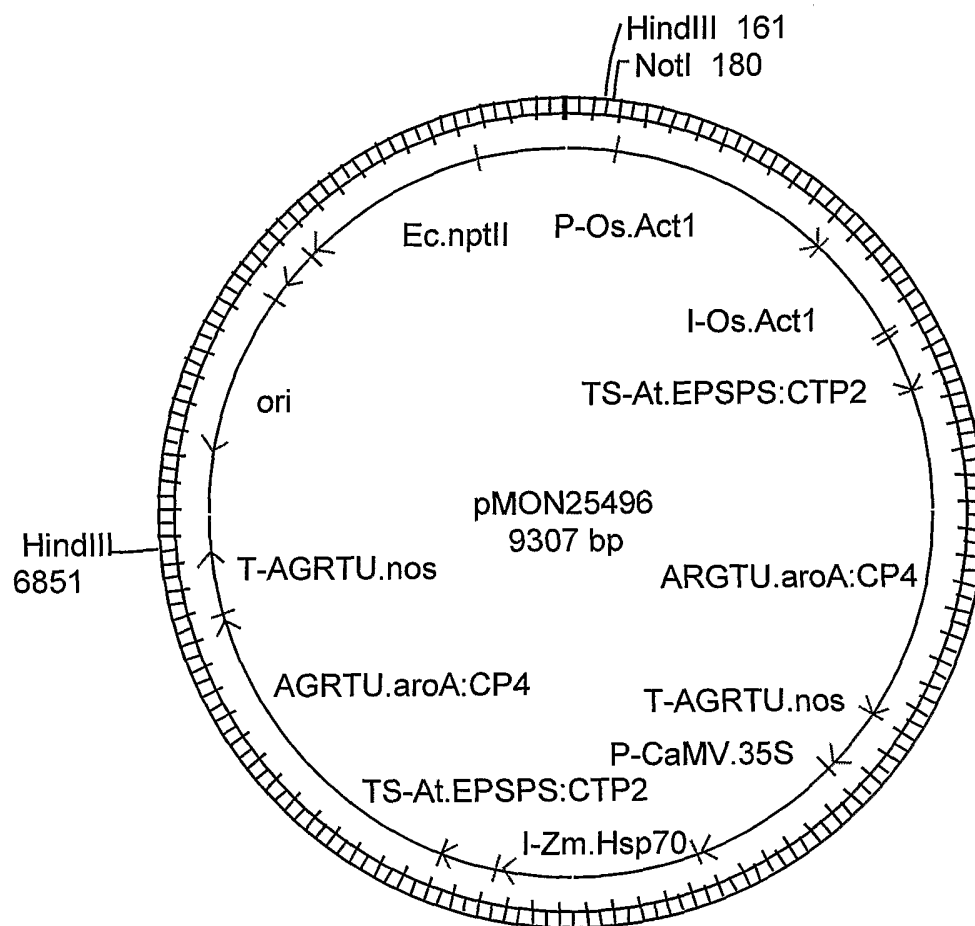 HindIII 161
NotI 180
Ec.nptII
P-Os.Act1
I-Os.Act1
TS-At.EPSPS:CTP2
ori
pMON25496
9307 bp
HindIII
6851
T-AGRTU.nos
ARGTU.aroA:CP4
AGRTU.aroA:CP4
T-AGRTU.nos
P-CaMV.35S
TS-At.EPSPS:CTP2
I-Zm.Hsp70